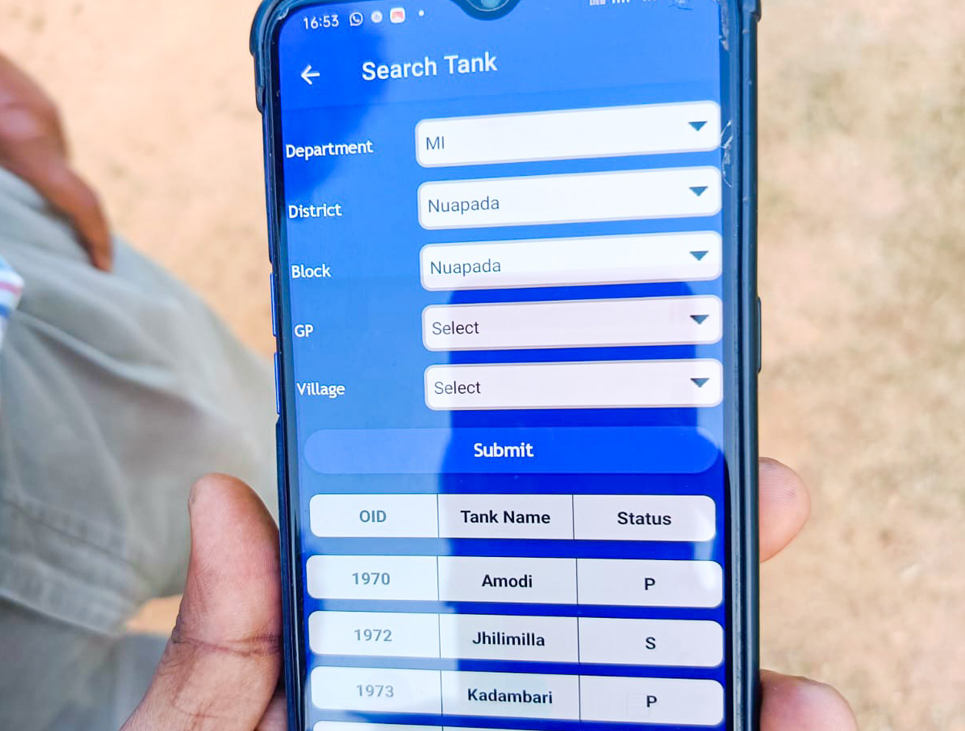 16:53
Search Tank
Department MI
District Nuapada
Block Nuapada
GP Select
Village Select
Submit
OID Tank Name Status
1970 Amodi P
1972 Jhilimilla S
1973 Kadambari P